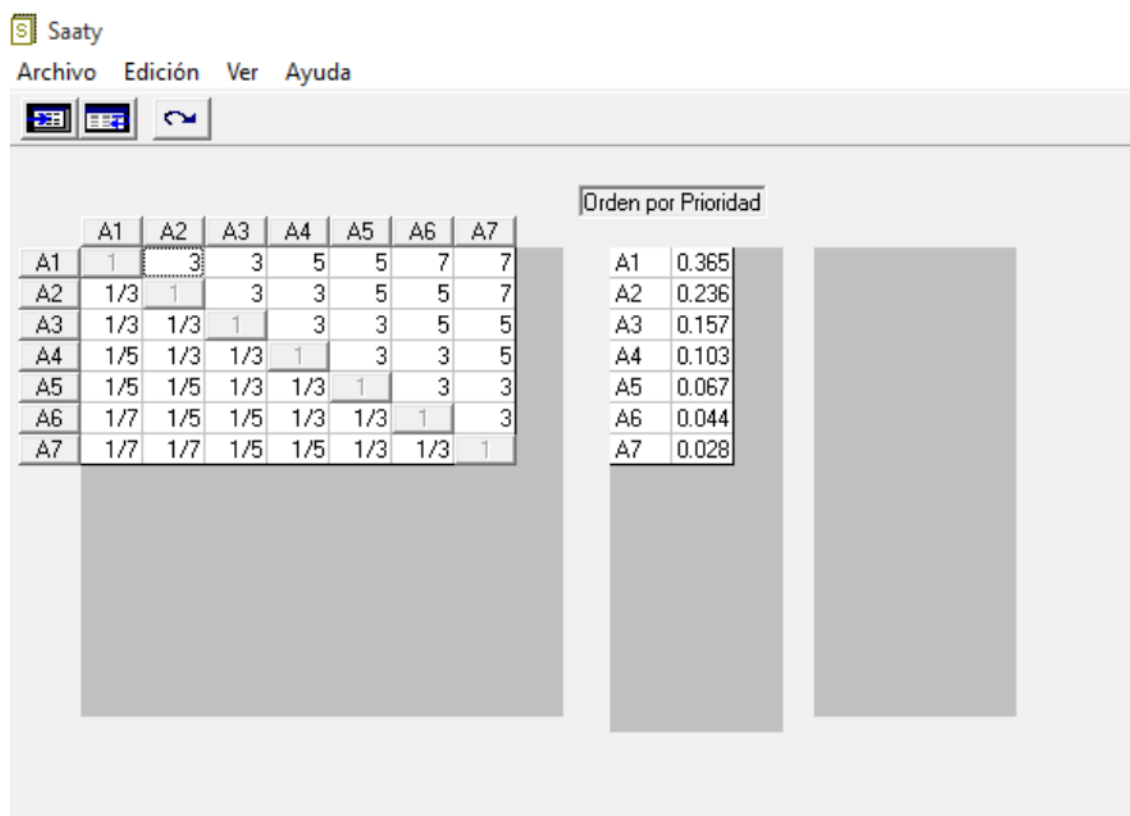 Saaty
Archivo Edición Ver Ayuda
Orden por Prioridad
A1 A2 A3 A4 A5 A6 A7
A1 1 3 3 5 5 7 7 A1 0.365
A2 1/3 1 3 3 5 5 7 A2 0.236
A3 1/3 1/3 1 3 3 5 5 A3 0.157
A4 1/5 1/3 1/3 1 3 3 5 A4 0.103
A5 1/5 1/5 1/3 1/3 1 3 3 A5 0.067
A6 1/7 1/5 1/5 1/3 1/3 1 3 A6 0.044
A7 1/7 1/7 1/5 1/5 1/3 1/3 1 A7 0.028